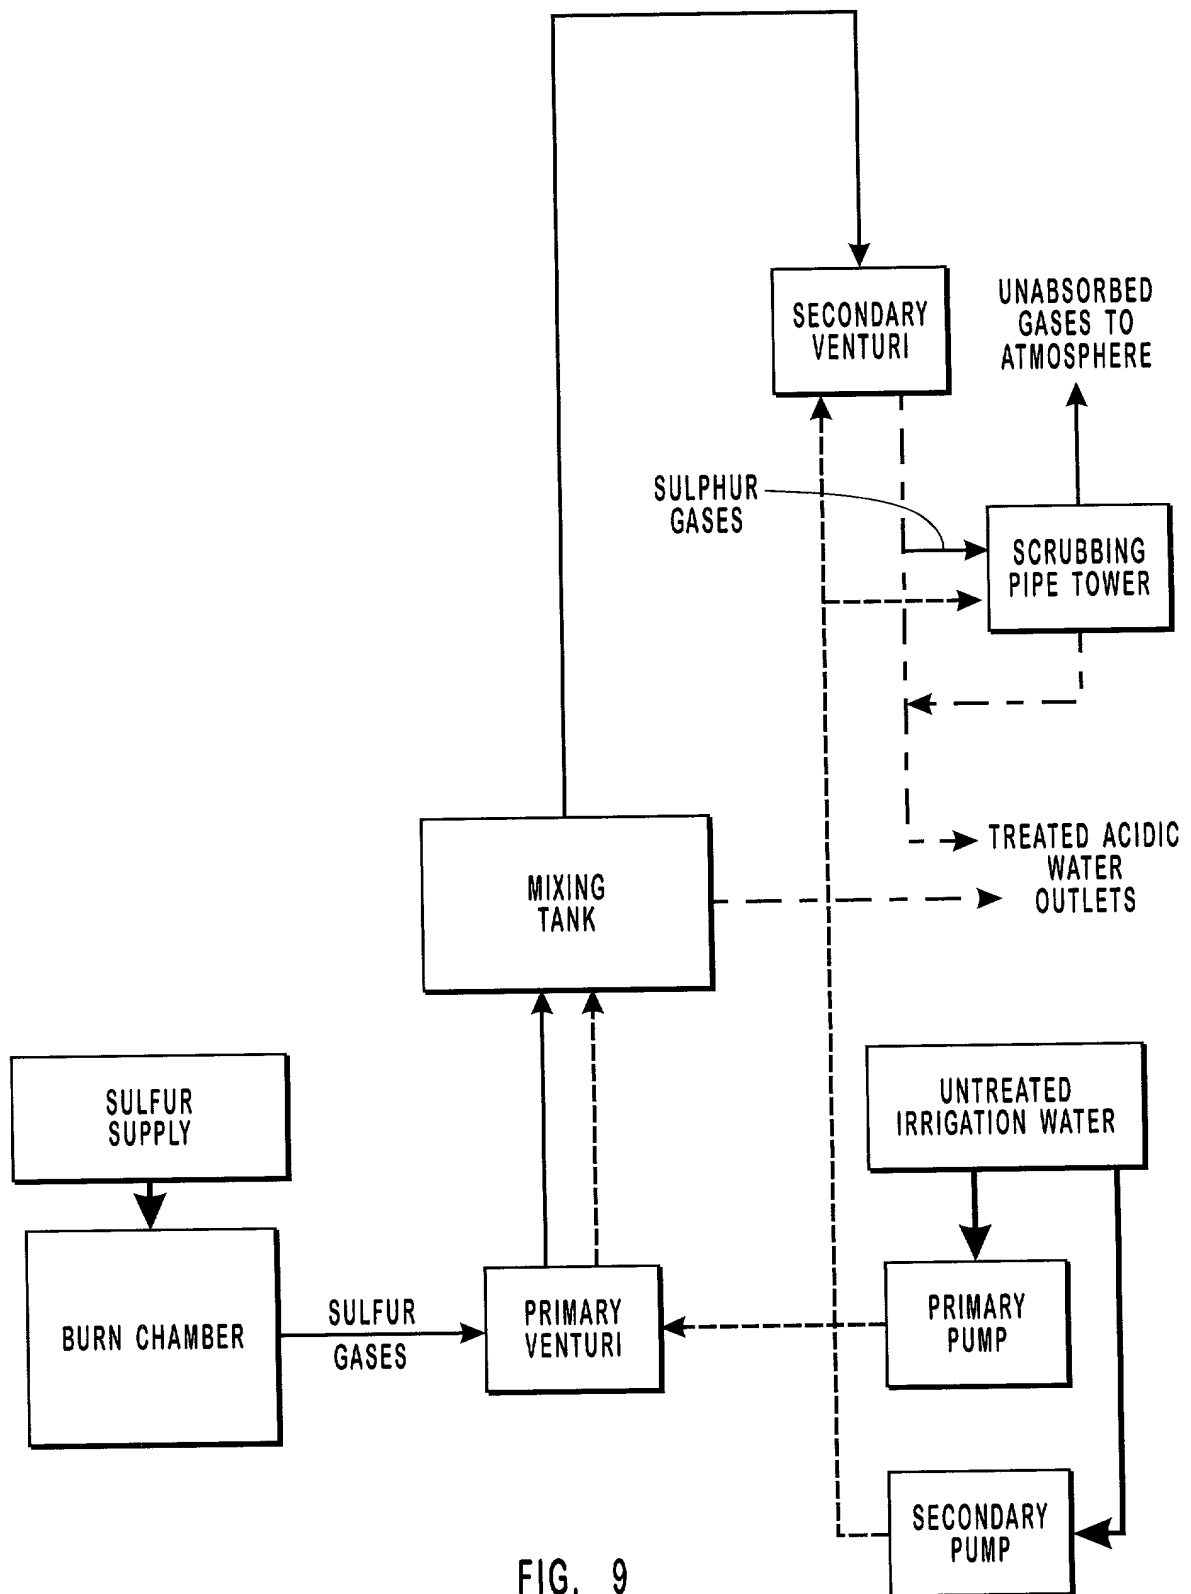 SECONDARY
VENTURI
UNABSORBED
GASES TO
ATMOSPHERE
SULPHUR
GASES
SCRUBBING
PIPE TOWER
MIXING
TANK
TREATED ACIDIC
WATER
OUTLETS
SULFUR
SUPPLY
UNTREATED
IRRIGATION WATER
BURN CHAMBER
SULFUR
GASES
PRIMARY
VENTURI
PRIMARY
PUMP
SECONDARY
PUMP
FIG. 9